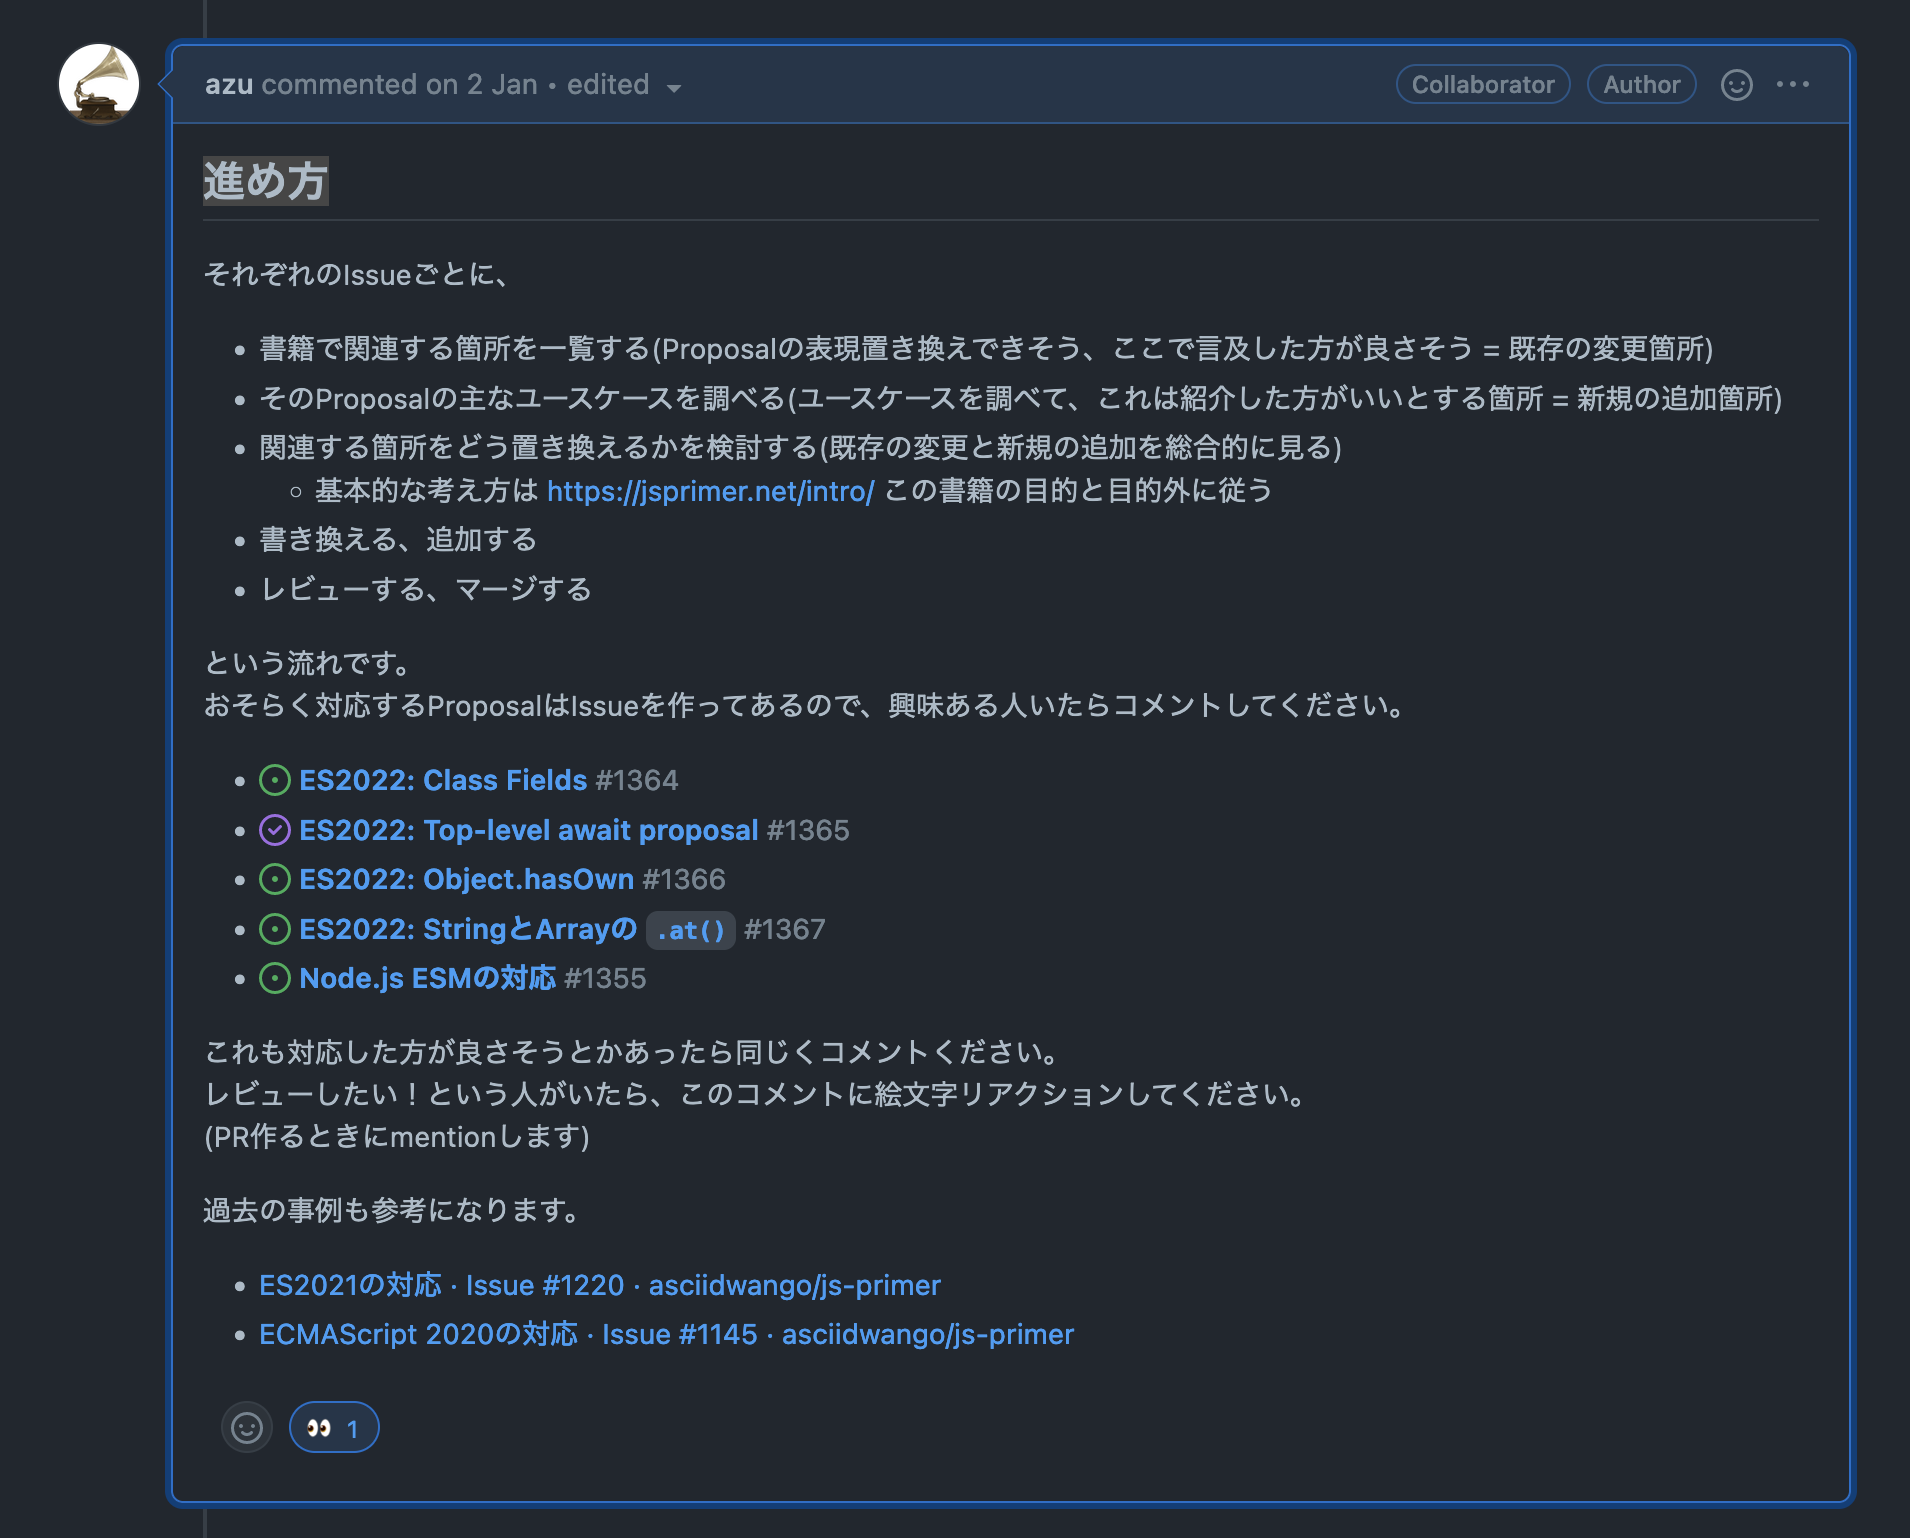 azu commented on 2 Jan • edited
Collaborator
Author
進め方
それぞれのIssueごとに、
書籍で関連する箇所を一覧する(Proposalの表現置き換えできそう、ここで言及した方が良さそう = 既存の変更箇所)
そのProposalの主なユースケースを調べる(ユースケースを調べて、これは紹介した方がいいとする箇所 = 新規の追加箇所)
関連する箇所をどう置き換えるかを検討する(既存の変更と新規の追加を総合的に見る)
基本的な考え方は https://jsprimer.net/intro/ この書籍の目的と目的外に従う
書き換える、追加する
レビューする、マージする
という流れです。
おそらく対応するProposalはIssueを作ってあるので、興味ある人いたらコメントしてください。
ES2022: Class Fields #1364
ES2022: Top-level await proposal #1365
ES2022: Object.hasOwn #1366
ES2022: StringとArrayの .at() #1367
Node.js ESMの対応 #1355
これも対応した方が良さそうとかあったら同じくコメントください。
レビューしたい！という人がいたら、このコメントに絵文字リアクションしてください。
(PR作るときにmentionします)
過去の事例も参考になります。
ES2021の対応 · Issue #1220 · asciidwango/js-primer
ECMAScript 2020の対応 · Issue #1145 · asciidwango/js-primer
👀 1